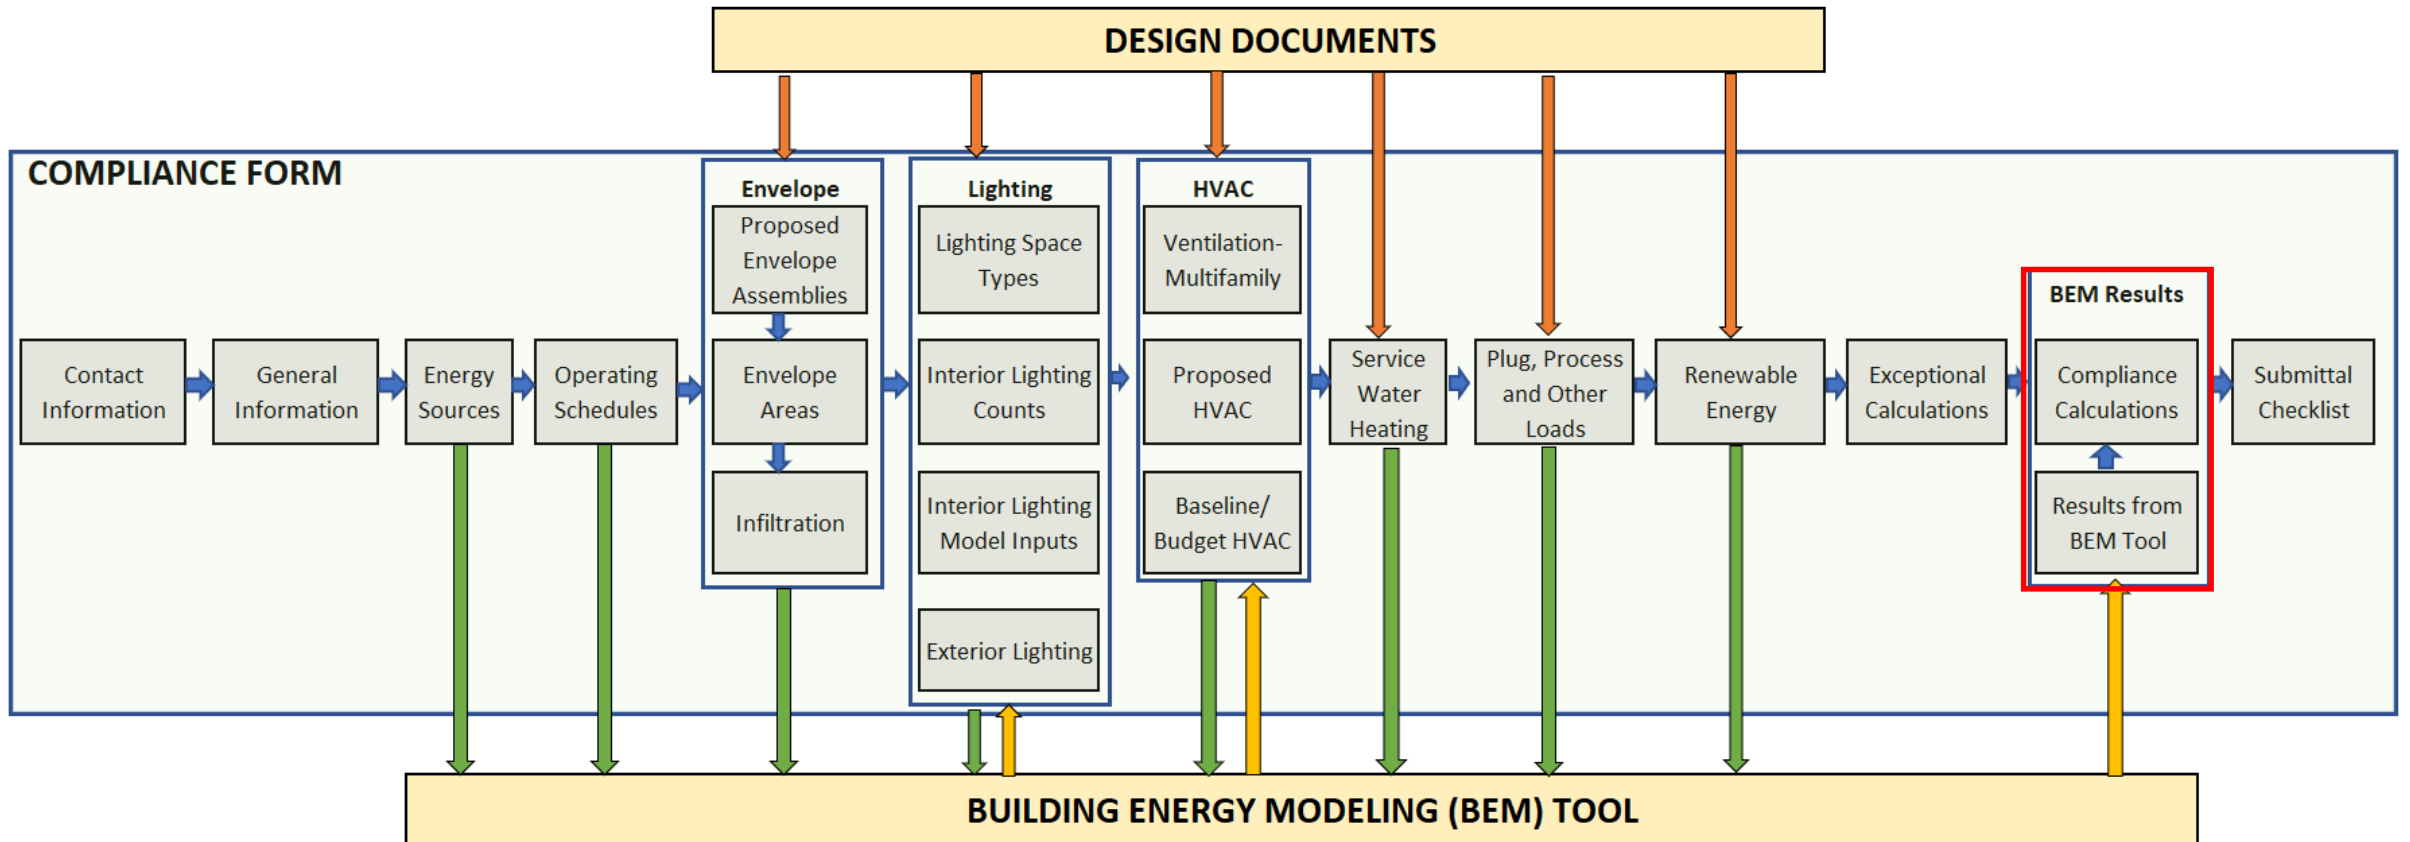 DESIGN DOCUMENTS
COMPLIANCE FORM
Contact
Information
General
Information
Energy
Sources
Operating
Schedules
Envelope
Proposed
Envelope
Assemblies
Envelope
Areas
Infiltration
Lighting
Lighting Space
Types
Interior Lighting
Counts
Interior Lighting
Model Inputs
Exterior Lighting
HVAC
Ventilation-
Multifamily
Proposed
HVAC
Baseline/
Budget HVAC
Service
Water
Heating
Plug, Process
and Other
Loads
Renewable
Energy
Exceptional
Calculations
BEM Results
Compliance
Calculations
Results from
BEM Tool
Submittal
Checklist
BUILDING ENERGY MODELING (BEM) TOOL